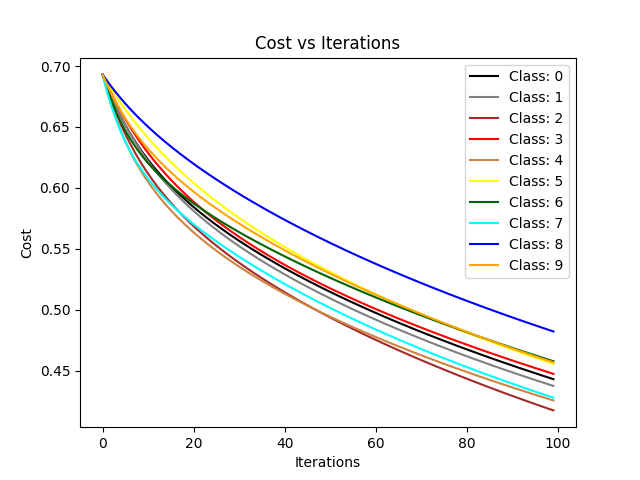 Cost vs Iterations
0.70
0.65
0.60
0.55
0.50
0.45
Cost
0
20
40
60
80
100
Iterations
Class: 0
Class: 1
Class: 2
Class: 3
Class: 4
Class: 5
Class: 6
Class: 7
Class: 8
Class: 9